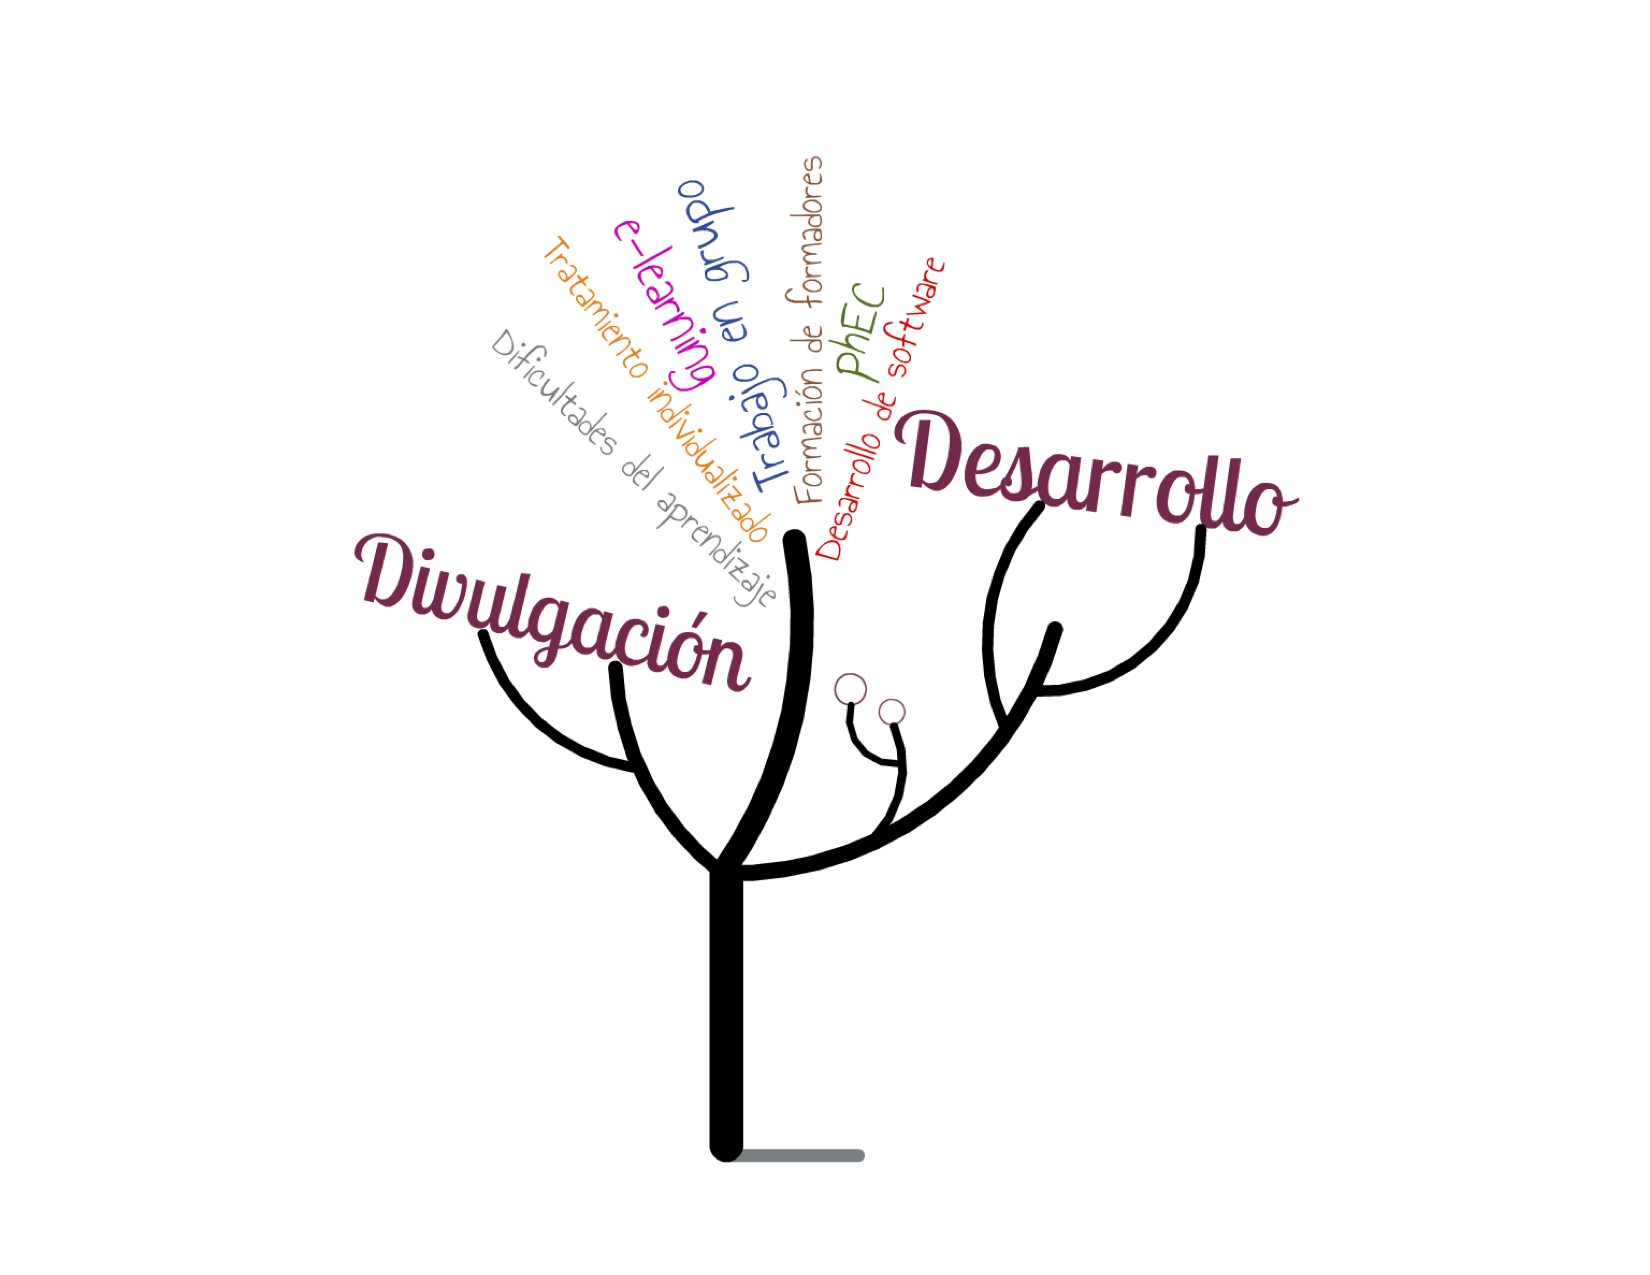 Dificultades del aprendizaje
Tratamiento individualizado
e-learning
Trabajo en grupo
Formación de formadores
phEC
Desarrollo de software
Desarrollo
Divulgación